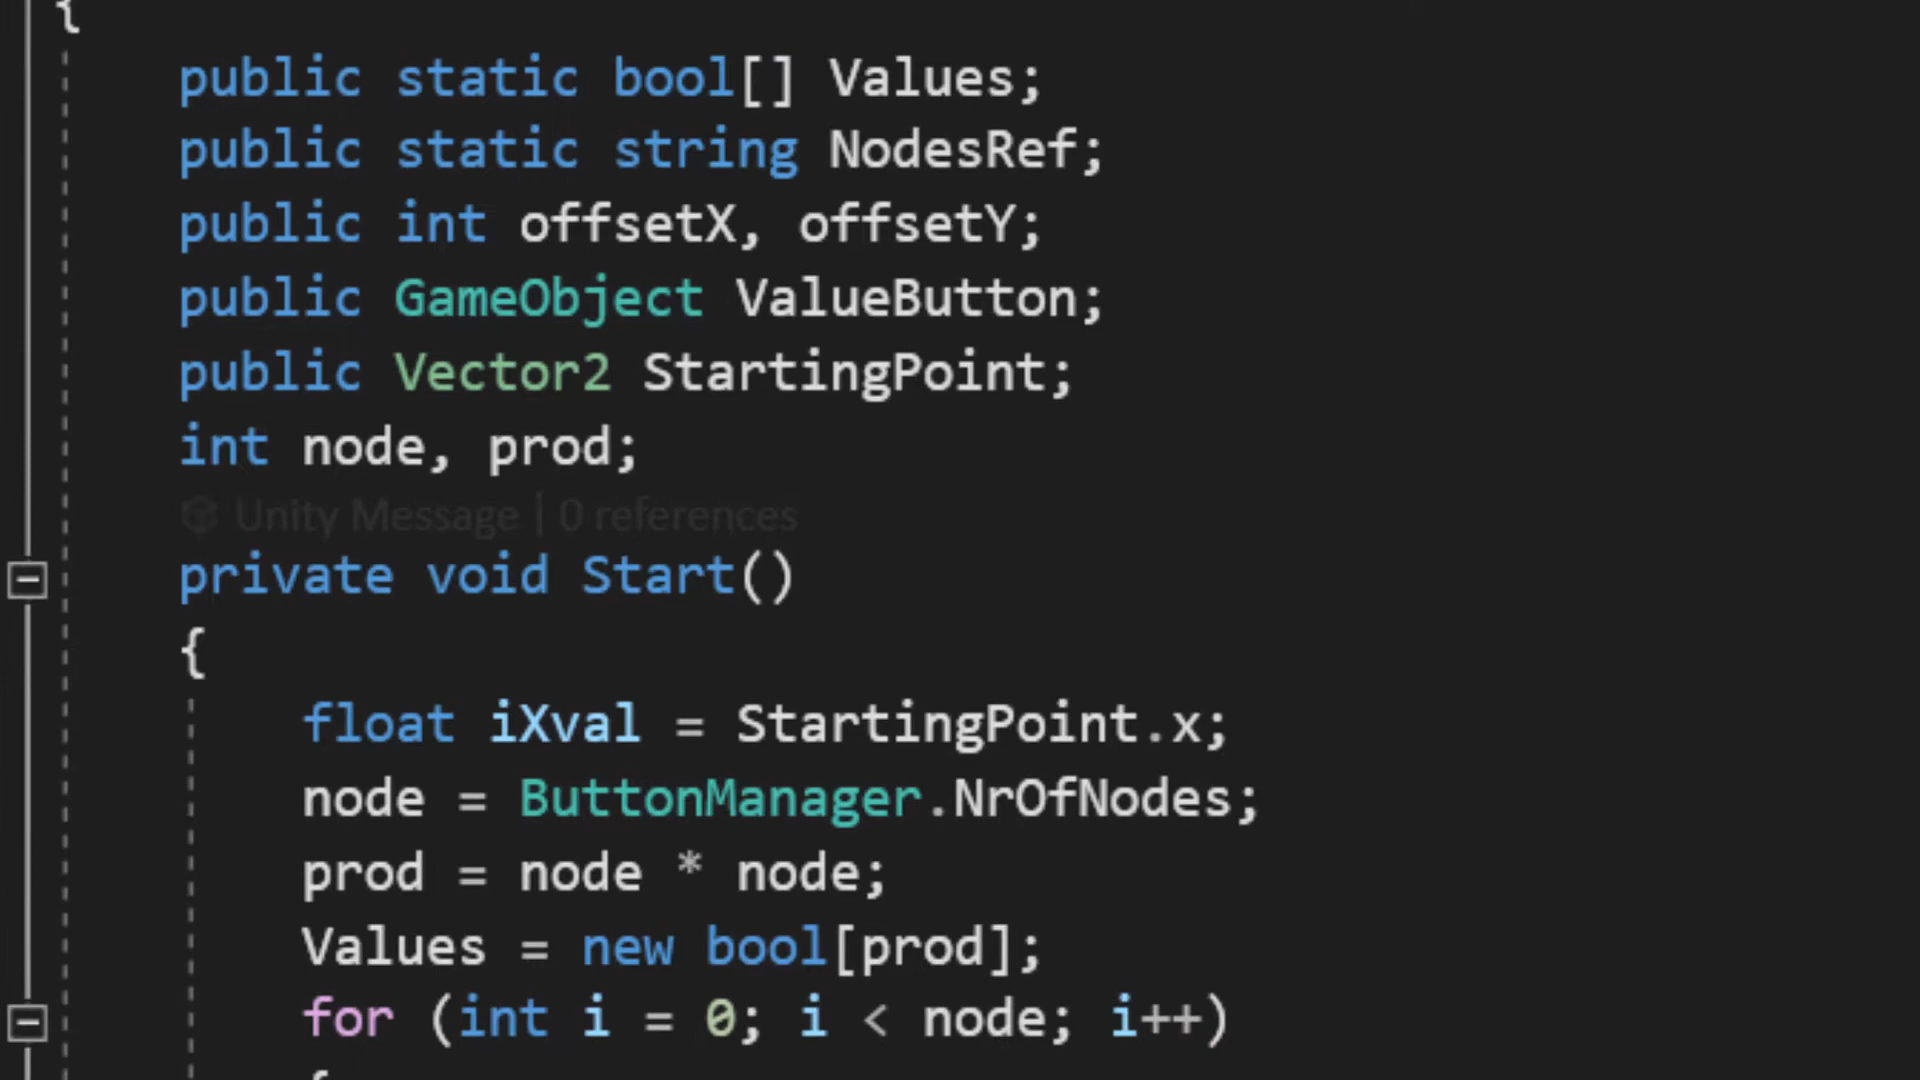 {
public static bool[] Values;
public static string NodesRef;
public int offsetX, offsetY;
public GameObject ValueButton;
public Vector2 StartingPoint;
int node, prod;
Unity Message | 0 references
private void Start()
{
float iXval = StartingPoint.x;
node = ButtonManager.NrOfNodes;
prod = node * node;
Values = new bool[prod];
for (int i = 0; i < node; i++)
{